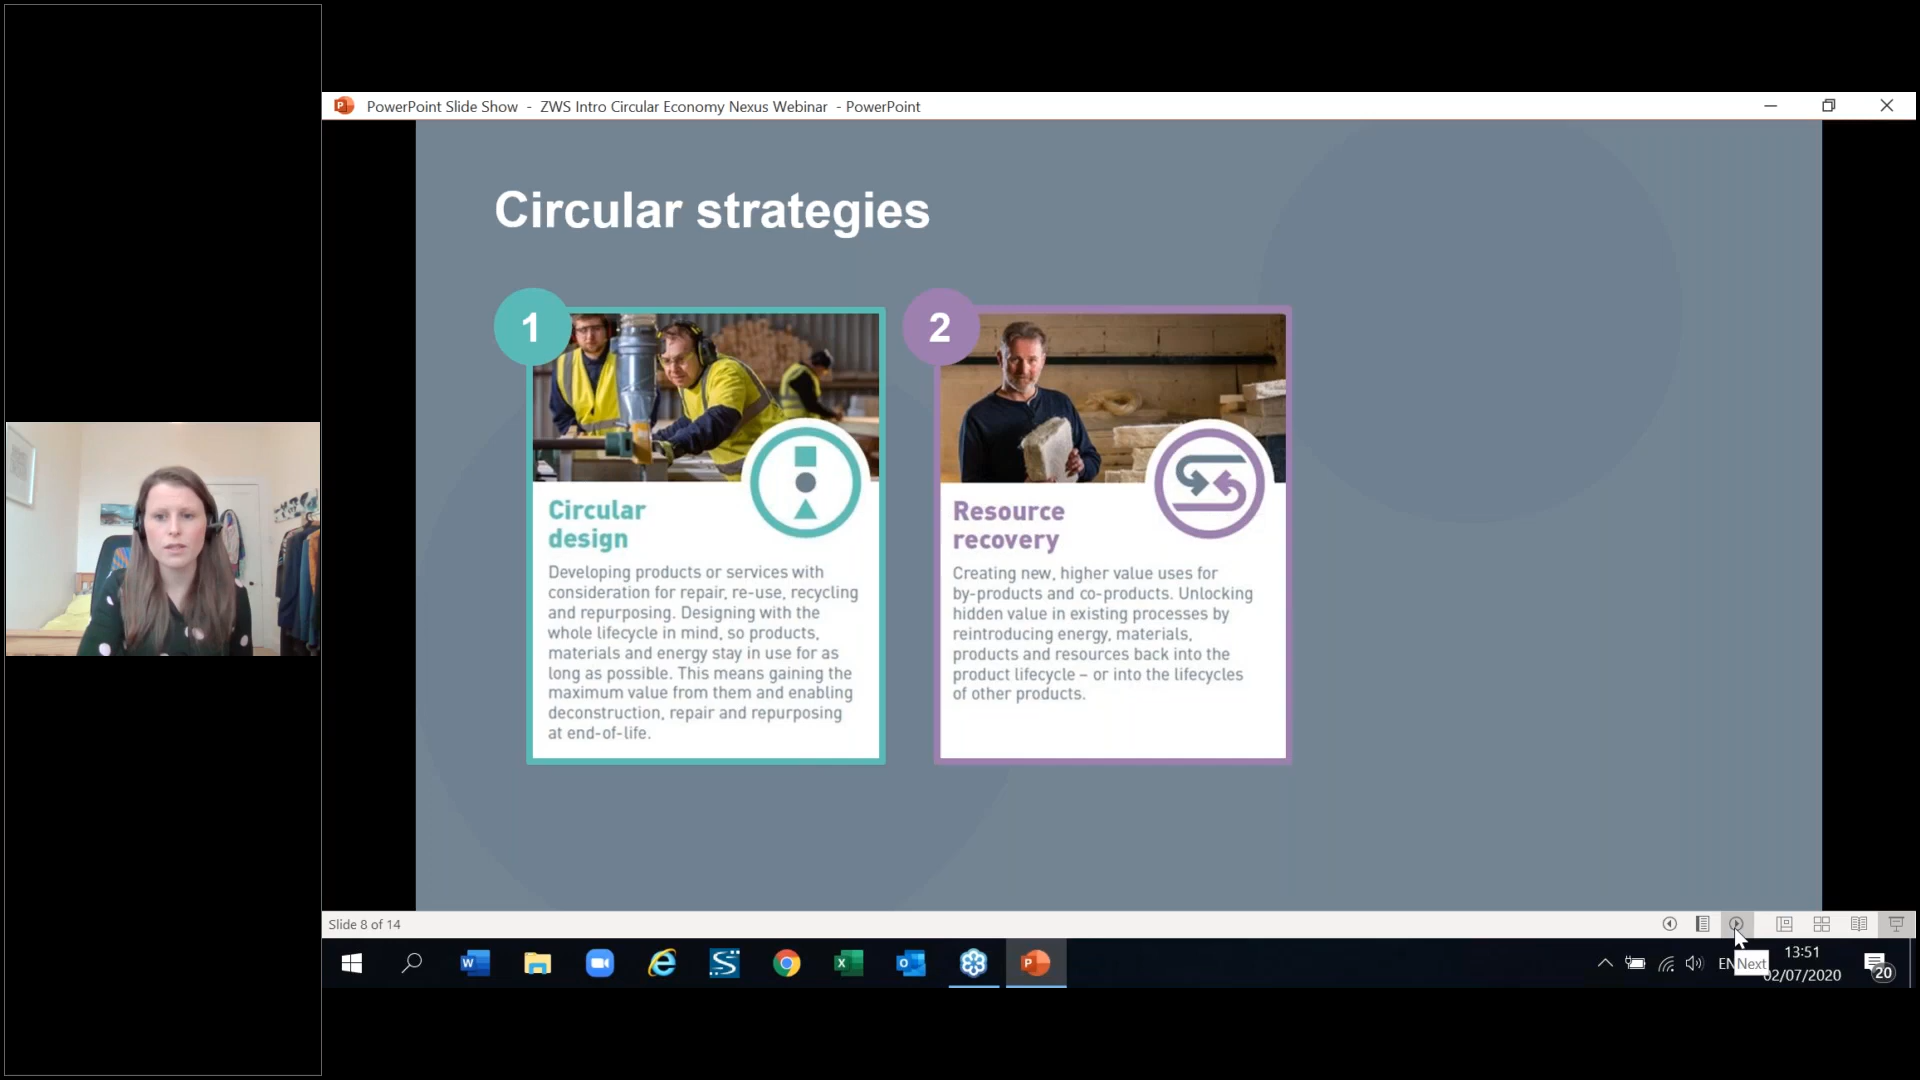 PowerPoint Slide Show - ZWS Intro Circular Economy Nexus Webinar - PowerPoint
Circular strategies
1
2
Circular
design
Developing products or services with
consideration for repair, re-use, recycling
and repurposing. Designing with the
whole lifecycle in mind, so products,
materials and energy stay in use for as
long as possible. This means gaining the
maximum value from them and enabling
deconstruction, repair and repurposing
at end-of-life.
Resource
recovery
Creating new, higher value uses for
by-products and co-products. Unlocking
hidden value in existing processes by
reintroducing energy, materials,
products and resources back into the
product lifecycle – or into the lifecycles
of other products.
Slide 8 of 14
13:51
Next
02/07/2020
20